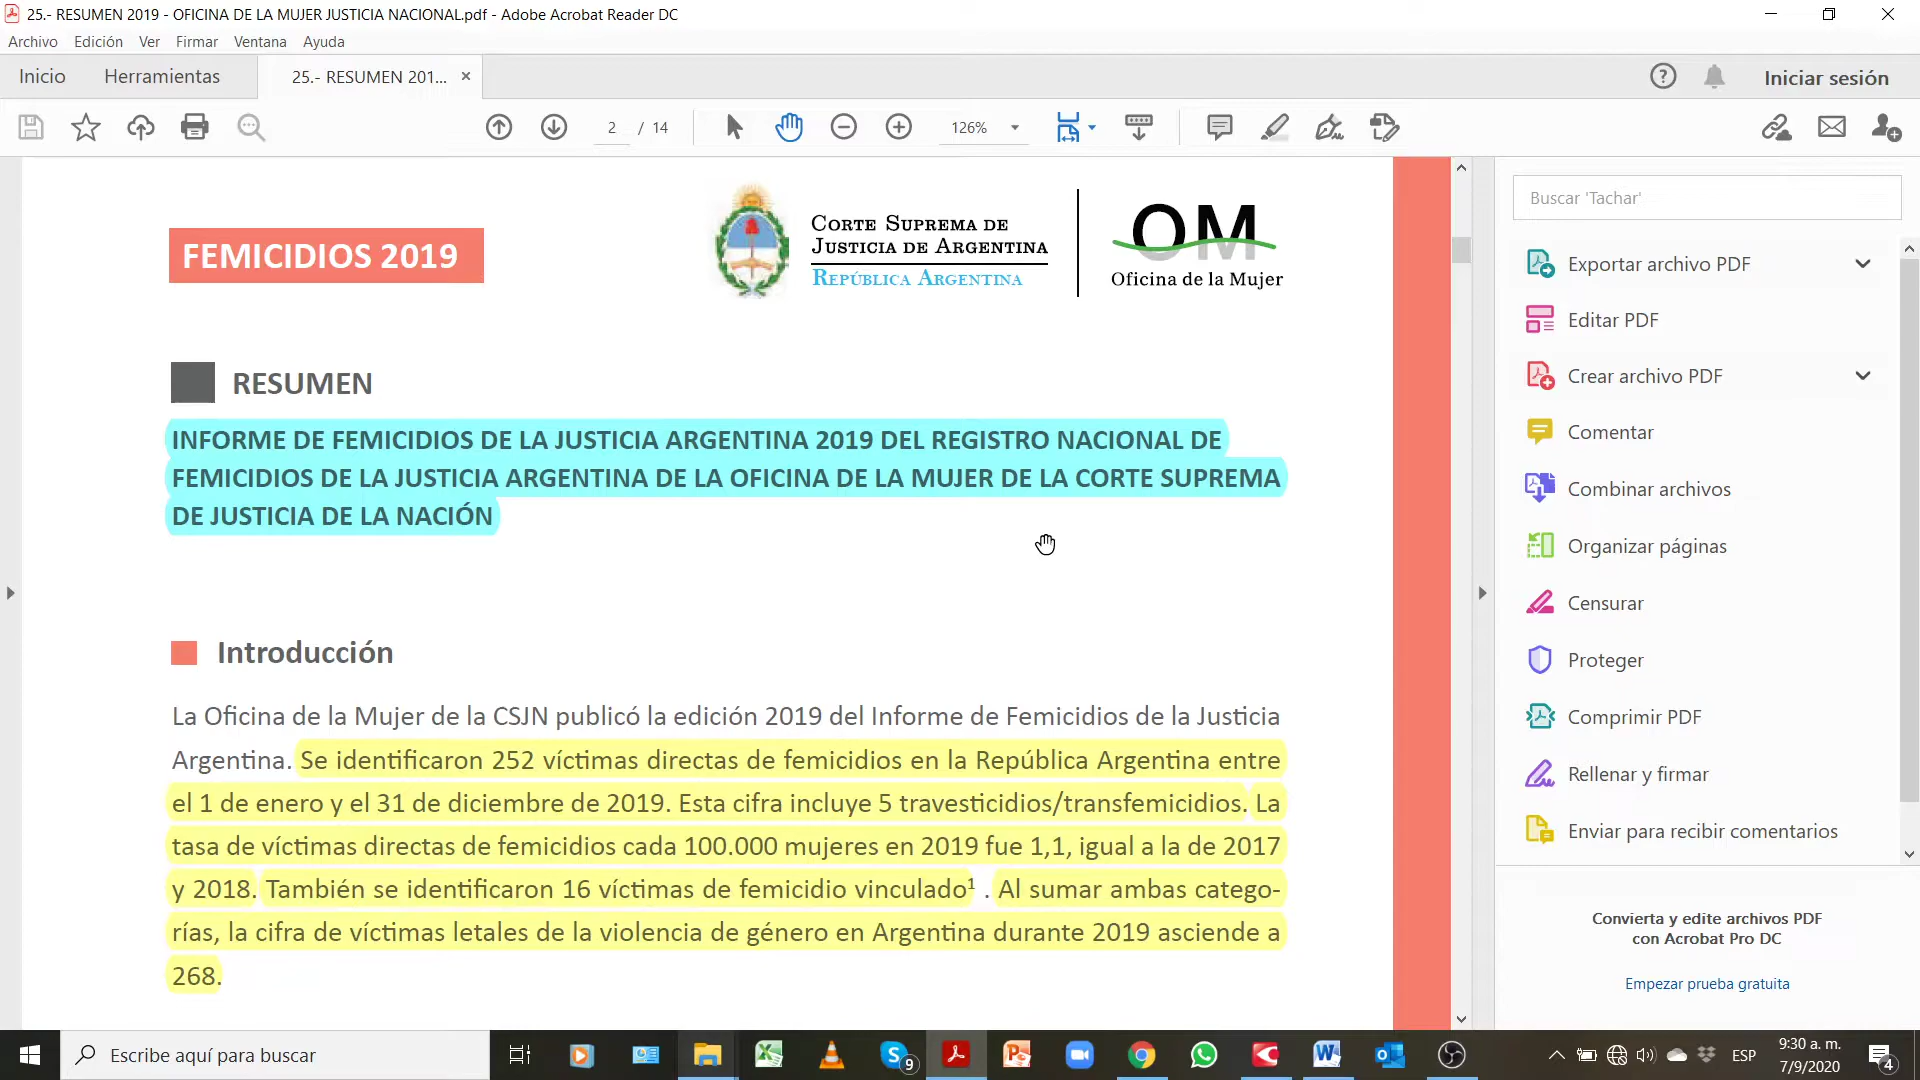 25.- RESUMEN 2019 - OFICINA DE LA MUJER JUSTICIA NACIONAL.pdf - Adobe Acrobat Reader DC
Archivo Edición Ver Firmar Ventana Ayuda
Inicio Herramientas 25.- RESUMEN 201... Iniciar sesión
2 / 14 126%
FEMICIDIOS 2019
CORTE SUPREMA DE
JUSTICIA DE ARGENTINA
REPÚBLICA ARGENTINA
OM
Oficina de la Mujer
RESUMEN
INFORME DE FEMICIDIOS DE LA JUSTICIA ARGENTINA 2019 DEL REGISTRO NACIONAL DE
FEMICIDIOS DE LA JUSTICIA ARGENTINA DE LA OFICINA DE LA MUJER DE LA CORTE SUPREMA
DE JUSTICIA DE LA NACIÓN
Introducción
La Oficina de la Mujer de la CSJN publicó la edición 2019 del Informe de Femicidios de la Justicia
Argentina. Se identificaron 252 víctimas directas de femicidios en la República Argentina entre
el 1 de enero y el 31 de diciembre de 2019. Esta cifra incluye 5 travesticidios/transfemicidios. La
tasa de víctimas directas de femicidios cada 100.000 mujeres en 2019 fue 1,1, igual a la de 2017
y 2018. También se identificaron 16 víctimas de femicidio vinculado¹ . Al sumar ambas catego-
rías, la cifra de víctimas letales de la violencia de género en Argentina durante 2019 asciende a
268.
Buscar 'Tachar'
Exportar archivo PDF
Editar PDF
Crear archivo PDF
Comentar
Combinar archivos
Organizar páginas
Censurar
Proteger
Comprimir PDF
Rellenar y firmar
Enviar para recibir comentarios
Convierta y edite archivos PDF
con Acrobat Pro DC
Empezar prueba gratuita
Escribe aquí para buscar
9
ESP
9:30 a. m.
7/9/2020
4